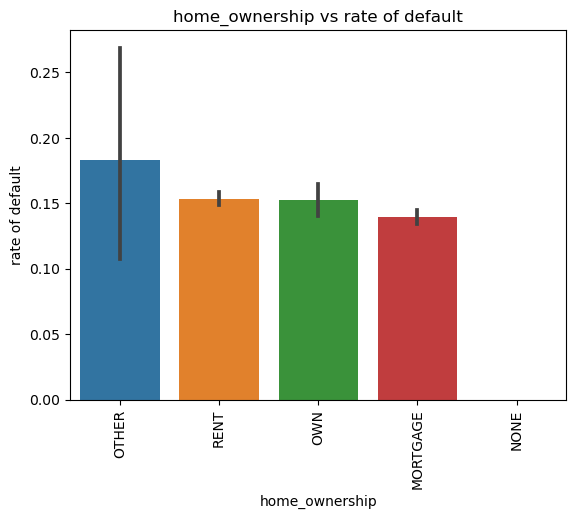 home_ownership vs rate of default
rate of default
0.25
0.20
0.15
0.10
0.05
0.00
OTHER
RENT
OWN
MORTGAGE
NONE
home_ownership